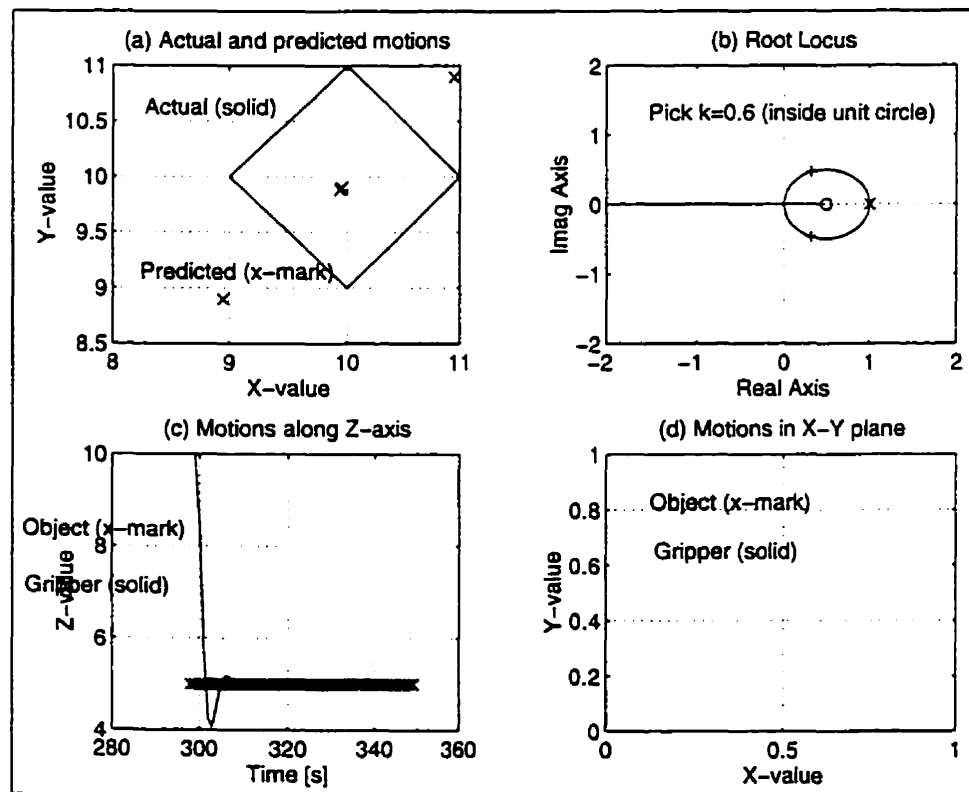 (a) Actual and predicted motions
11
10.5
10
9.5
9
8.5
Y-value
Actual (solid)
Predicted (x-mark)
8
9
10
11
X-value
(b) Root Locus
2
1
0
-1
-2
Imag Axis
Pick k=0.6 (inside unit circle)
-2
-1
0
1
2
Real Axis
(c) Motions along Z-axis
10
8
6
4
Z-value
Object (x-mark)
Gripper (solid)
280
300
320
340
360
Time [s]
(d) Motions in X-Y plane
1
0.8
0.6
0.4
0.2
0
Y-value
Object (x-mark)
Gripper (solid)
0
0.5
1
X-value